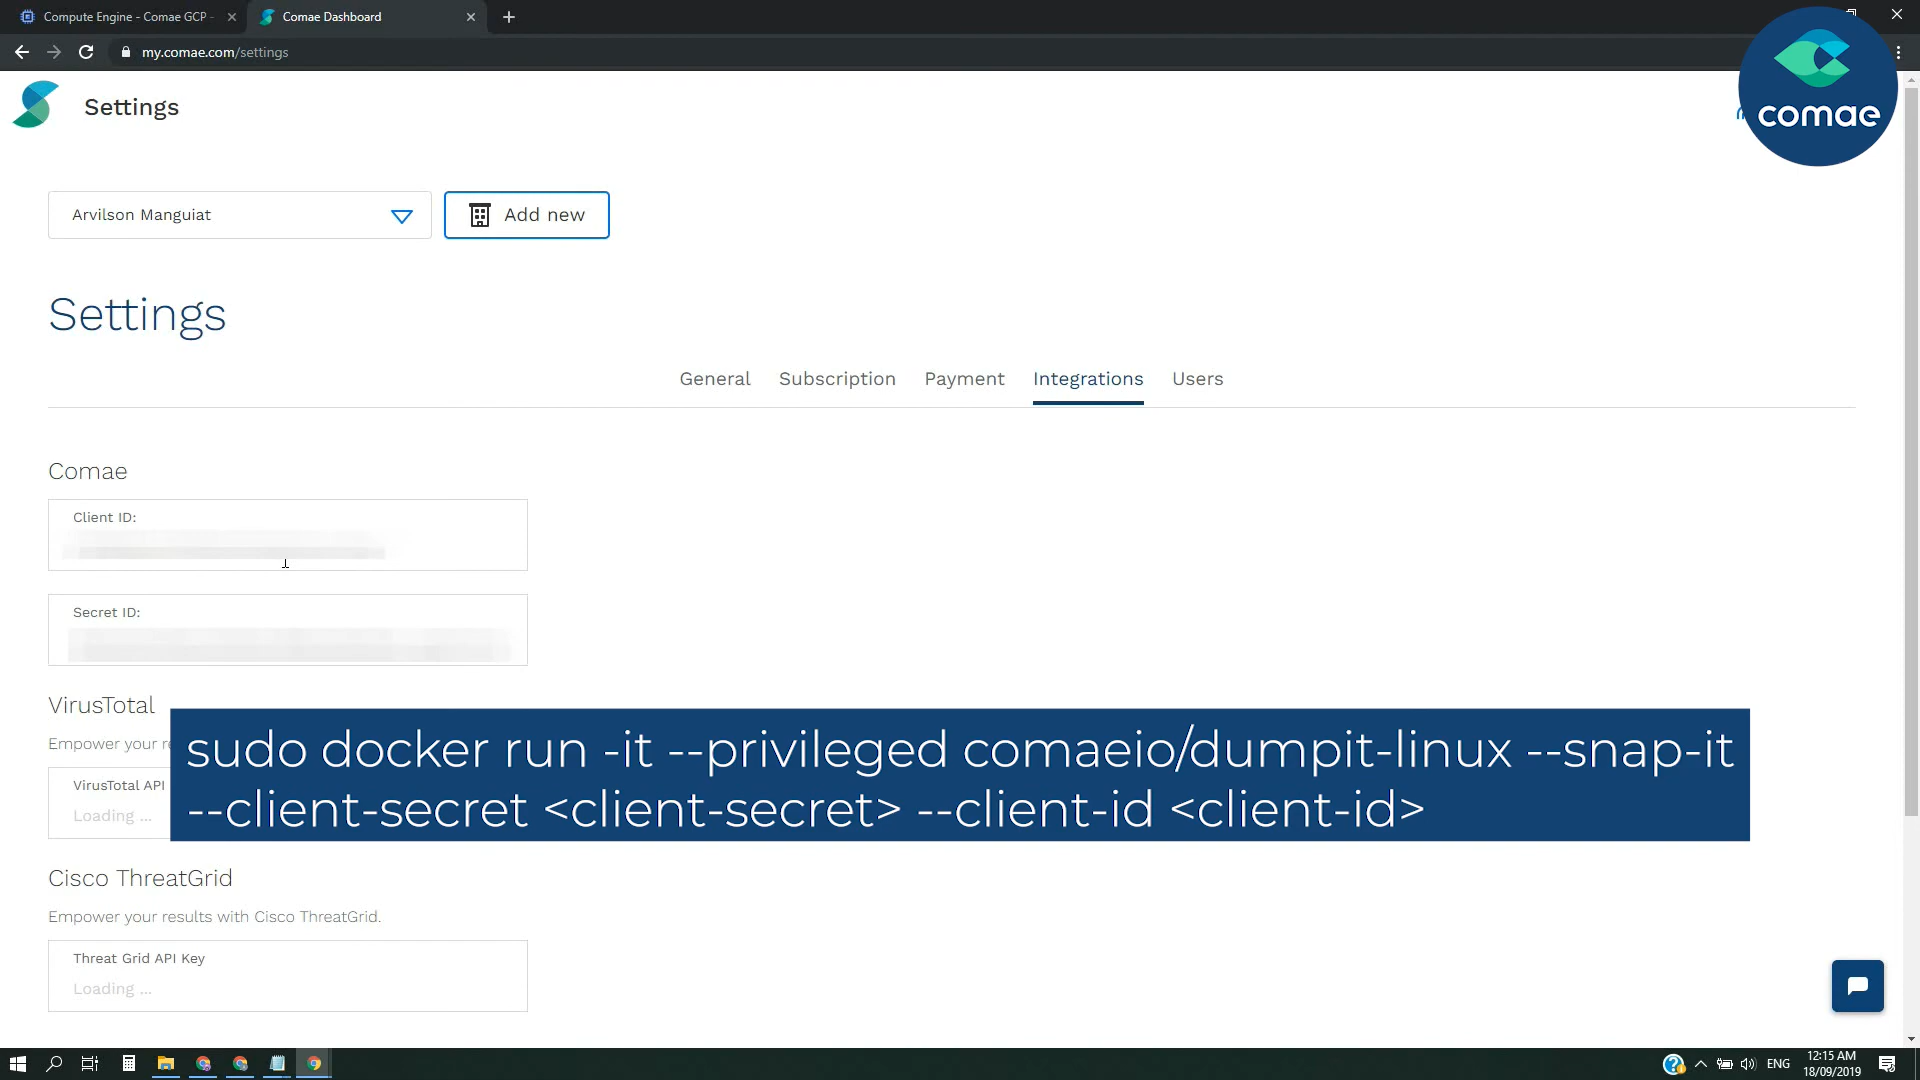 Compute Engine - Comae GCP -
Comae Dashboard
my.comae.com/settings
Settings
comae
Arvilson Manguiat
Add new
Settings
General
Subscription
Payment
Integrations
Users
Comae
Client ID:
Secret ID:
VirusTotal
Empower your
VirusTotal API
Loading ...
sudo docker run -it --privileged comaeio/dumpit-linux --snap-it
--client-secret <client-secret> --client-id <client-id>
Cisco ThreatGrid
Empower your results with Cisco ThreatGrid.
Threat Grid API Key
Loading ...
ENG
12:15 AM
18/09/2019